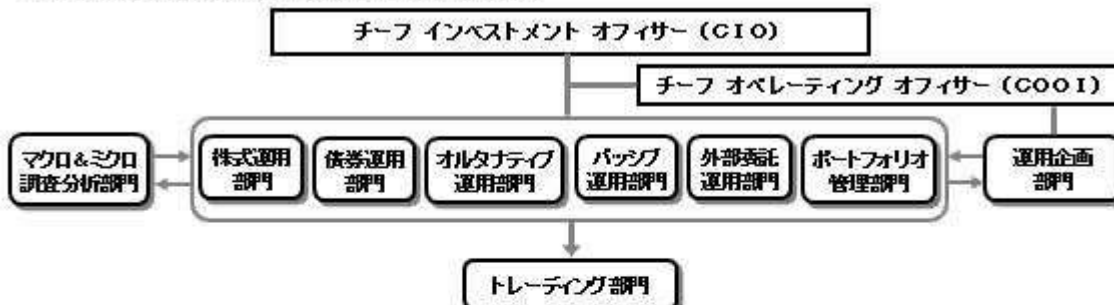 チーフ インベストメント オフィサー (CIO)
チーフ オペレーティング オフィサー (COOI)
マクロ&ミクロ
調査分析部門
株式運用
部門
債券運用
部門
オルタナティブ
運用部門
パッシブ
運用部門
外部委託
運用部門
ポートフォリオ
管理部門
運用企画
部門
トレーディング部門